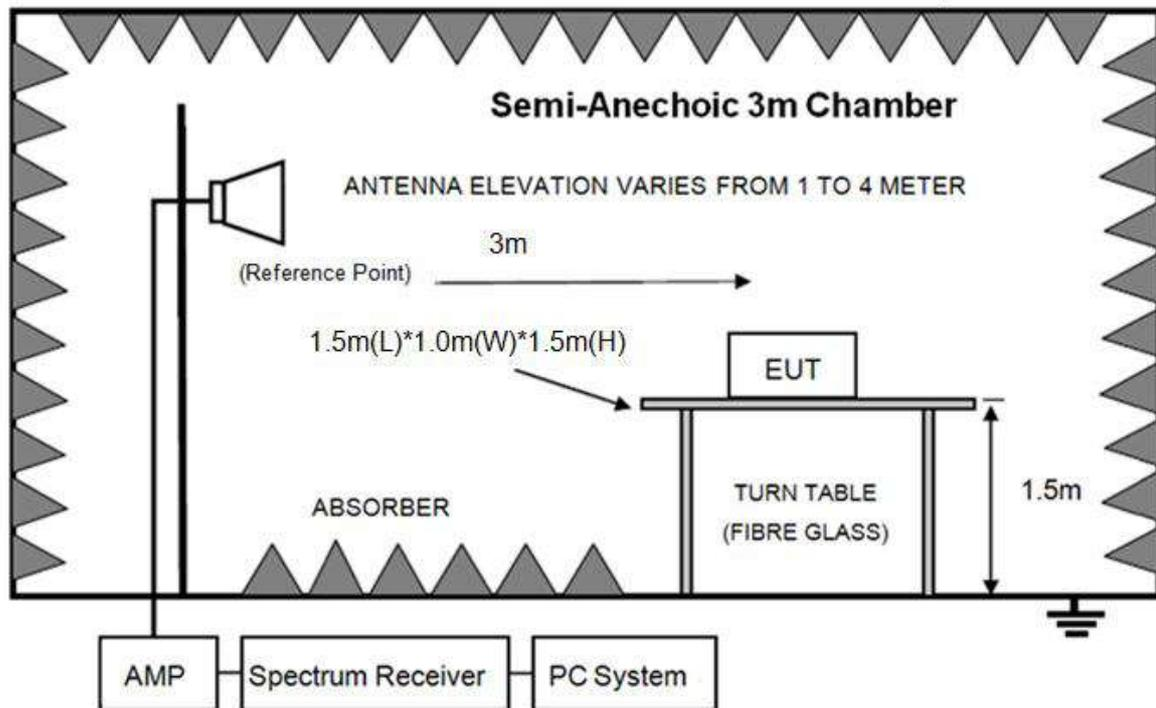 Semi-Anechoic 3m Chamber
ANTENNA ELEVATION VARIES FROM 1 TO 4 METER
3m
(Reference Point)
1.5m(L)*1.0m(W)*1.5m(H)
EUT
TURN TABLE
(FIBRE GLASS)
1.5m
ABSORBER
AMP
Spectrum Receiver
PC System